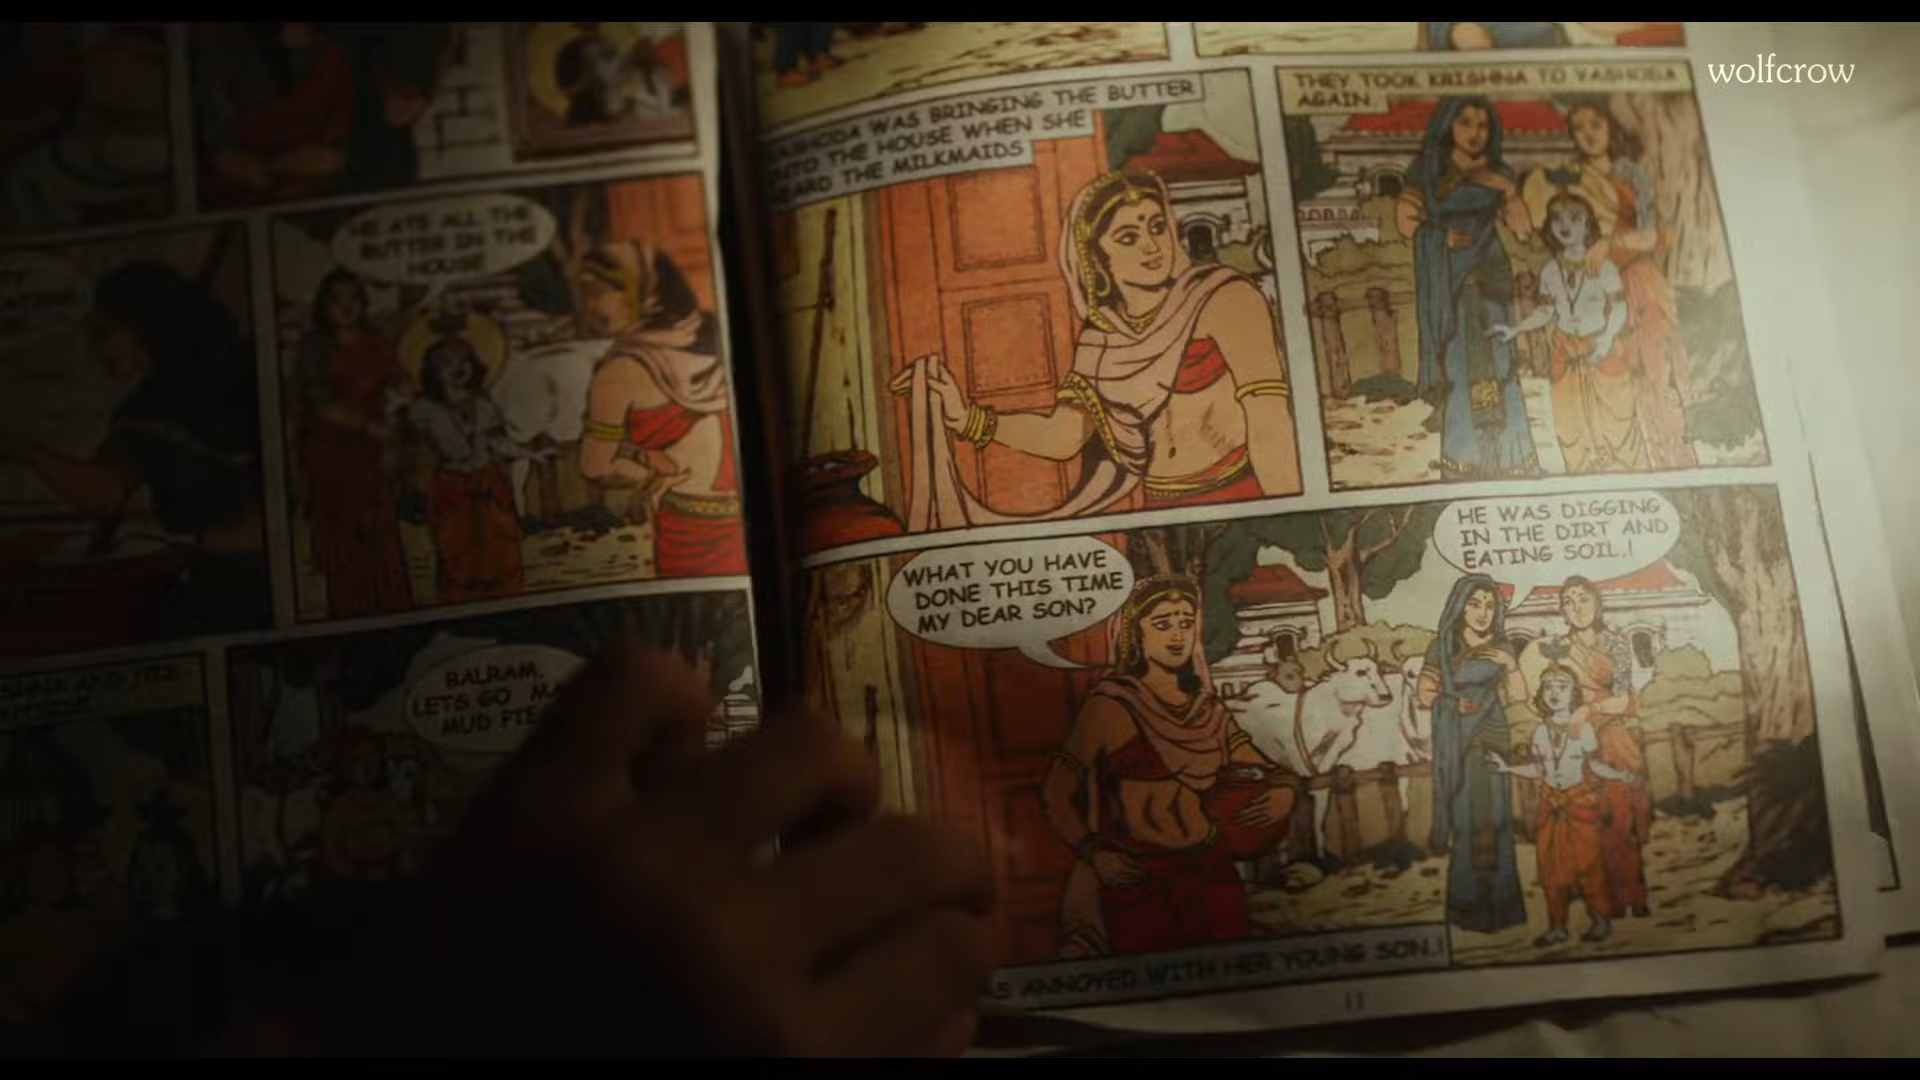 HE ATE ALL THE
BUTTER IN THE
HOUSE
BALRAM,
LETS GO
MUD PIE
YASHODA WAS BRINGING THE BUTTER
INTO THE HOUSE WHEN SHE
HEARD THE MILKMAIDS
THEY TOOK KRISHNA TO YASHODA
AGAIN
WHAT YOU HAVE
DONE THIS TIME
MY DEAR SON?
HE WAS DIGGING
IN THE DIRT AND
EATING SOIL.!
ANNOYED WITH HER YOUNG SON.!
11
wolfcrow